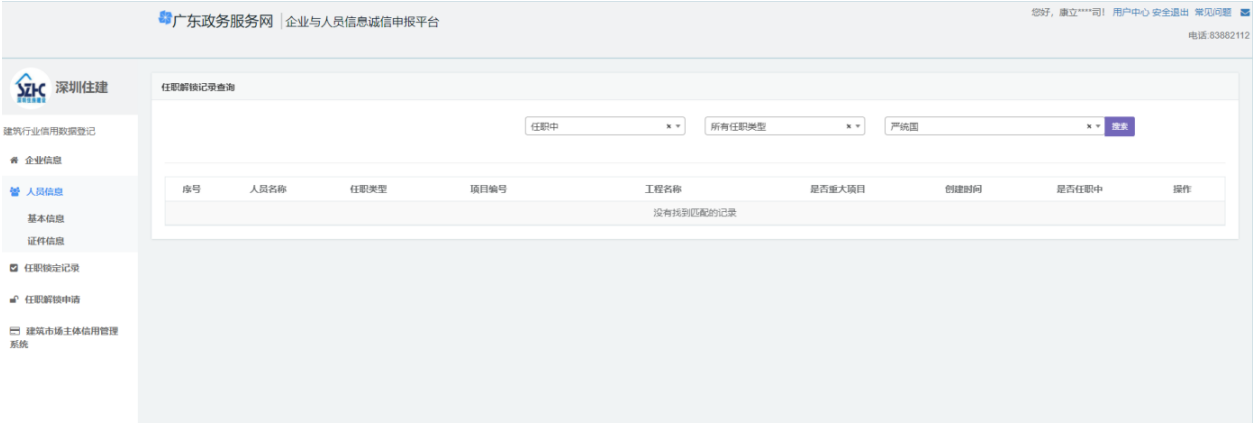 广东政务服务网 | 企业与人员信息诚信申报平台
您好，康立****司！ 用户中心 安全退出 常见问题
电话:83882112
SZHC
深圳住建
建筑行业信用数据登记
企业信息
人员信息
基本信息
证件信息
任职锁定记录
任职解锁申请
建筑市场主体信用管理
系统
任职解锁记录查询
任中 × 所有任职类型 × 严统国 × 搜索
序号 人员名称 任职类型 项目编号 工程名称 是否重大项目 创建时间 是否任职中 操作
没有找到匹配的记录